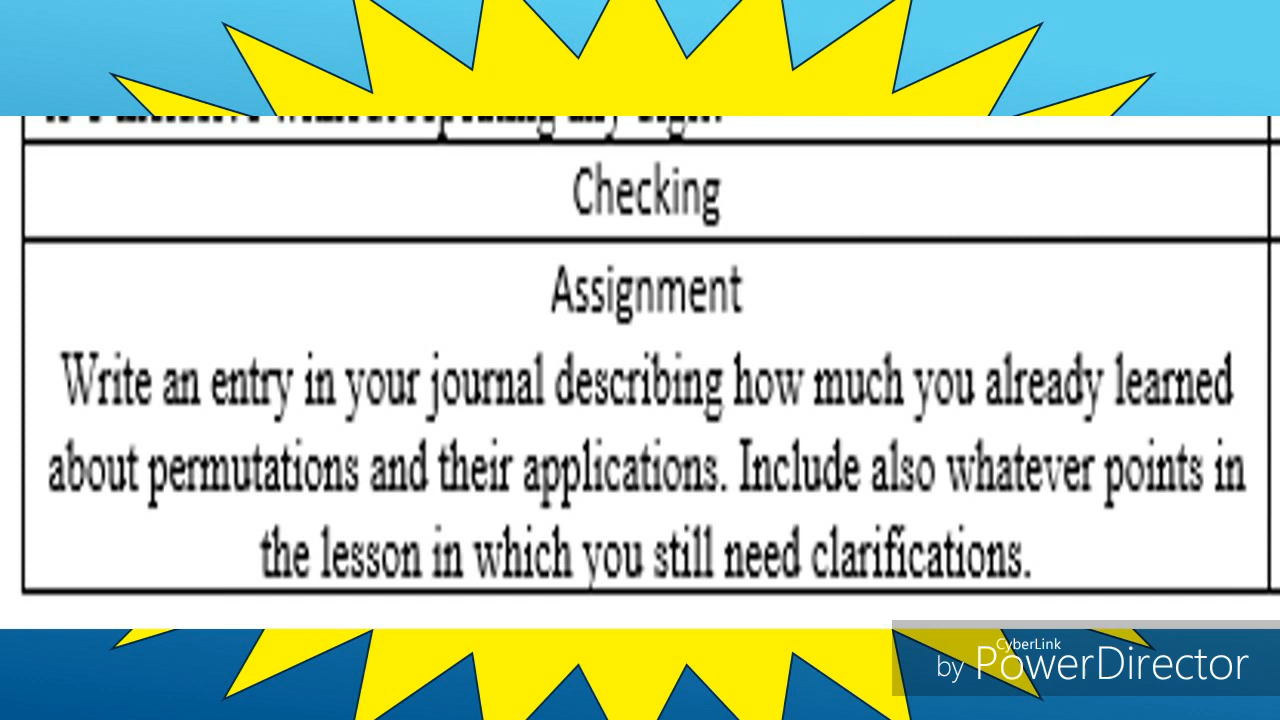 Checking
Assignment
Write an entry in your journal describing how much you already learned
about permutations and their applications. Include also whatever points in
the lesson in which you still need clarifications.
CyberLink
by PowerDirector